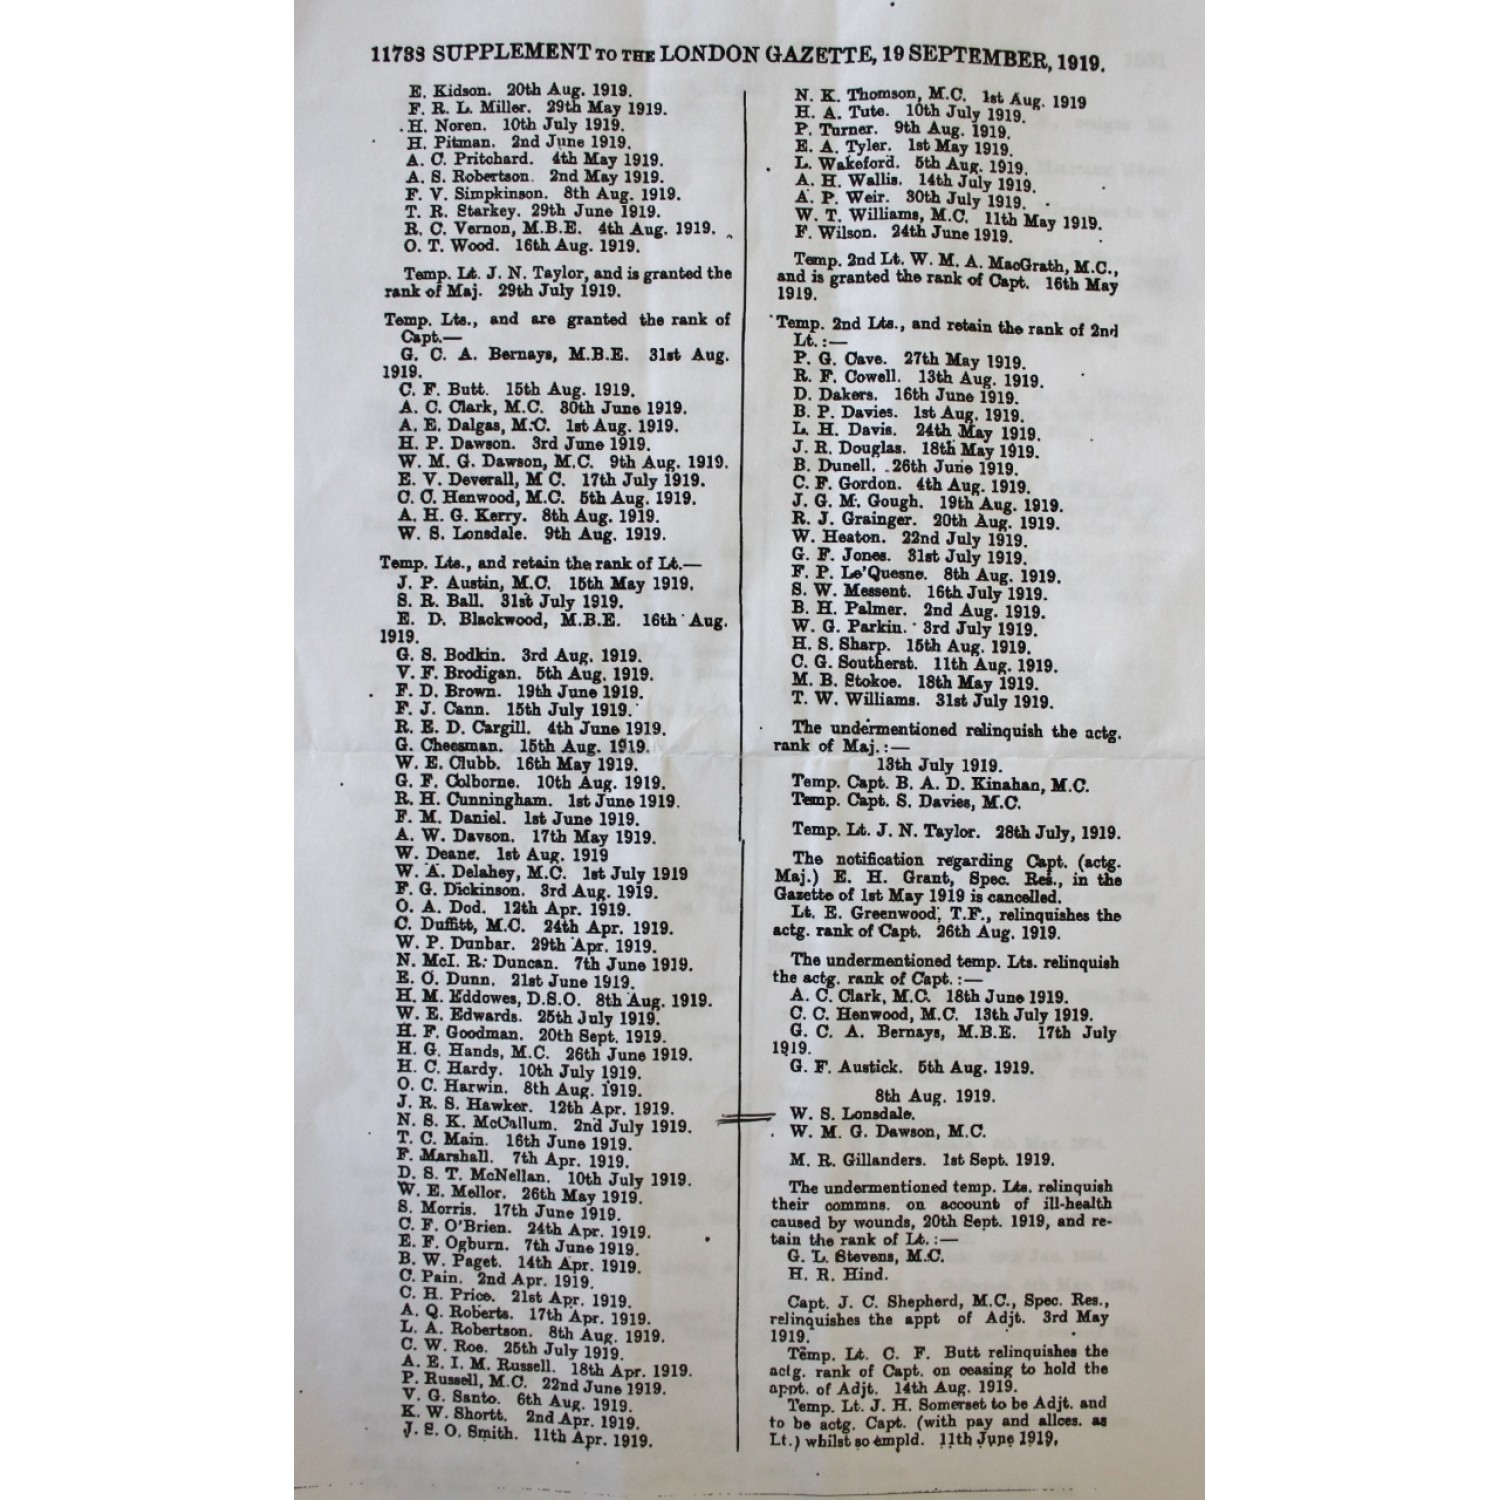 11788 SUPPLEMENT TO THE LONDON GAZETTE, 19 SEPTEMBER, 1919.
E. Kidson. 20th Aug. 1919.
F. R. L. Miller. 29th May 1919.
H. Noren. 10th July 1919.
H. Pitman. 2nd June 1919.
A. C. Pritchard. 4th May 1919.
A. S. Robertson. 2nd May 1919.
F. V. Simpkinson. 8th Aug. 1919.
T. R. Starkey. 29th June 1919.
R. C. Vernon, M.B.E. 4th Aug. 1919.
O. T. Wood. 16th Aug. 1919.
Temp. Lt. J. N. Taylor, and is granted the
rank of Maj. 29th July 1919.
Temp. Lts., and are granted the rank of
Capt.—
G. C. A. Bernays, M.B.E. 31st Aug.
1919.
C. F. Butt. 15th Aug. 1919.
A. C. Clark, M.C. 30th June 1919.
A. E. Dalgas, M.C. 1st Aug. 1919.
H. P. Dawson. 3rd June 1919.
W. M. G. Dawson, M.C. 9th Aug. 1919.
E. V. Deverall, M C. 17th July 1919.
C. C. Henwood, M.C. 5th Aug. 1919.
A. H. G. Kerry. 8th Aug. 1919.
W. S. Lonsdale. 9th Aug. 1919.
Temp. Lts., and retain the rank of Lt.—
J. P. Austin, M.C. 15th May 1919.
S. R. Ball. 31st July 1919.
E. D. Blackwood, M.B.E. 16th Aug.
1919.
G. S. Bodkin. 3rd Aug. 1919.
V. F. Brodigan. 5th Aug. 1919.
F. D. Brown. 19th June 1919.
F. J. Cann. 15th July 1919.
R. E. D. Cargill. 4th June 1919.
G. Cheesman. 15th Aug. 1919.
W. E. Clubb. 16th May 1919.
G. F. Colborne. 10th Aug. 1919.
R. H. Cunningham. 1st June 1919.
F. M. Daniel. 1st June 1919.
A. W. Davson. 17th May 1919.
W. Deane. 1st Aug. 1919
W. A. Delahey, M.C. 1st July 1919
F. G. Dickinson. 3rd Aug. 1919.
O. A. Dod. 12th Apr. 1919.
C. Duffitt, M.C. 24th Apr. 1919.
W. P. Dunbar. 29th Apr. 1919.
N. McI. R. Duncan. 7th June 1919.
E. O. Dunn. 21st June 1919.
H. M. Eddowes, D.S.O. 8th Aug. 1919.
W. E. Edwards. 25th July 1919.
H. F. Goodman. 20th Sept. 1919.
H. G. Hands, M.C. 26th June 1919.
H. C. Hardy. 10th July 1919.
O. C. Harwin. 8th Aug. 1919.
J. R. S. Hawker. 12th Apr. 1919.
N. S. K. McCallum. 2nd July 1919.
T. C. Main. 16th June 1919.
F. Marshall. 7th Apr. 1919.
D. S. T. McNellan. 10th July 1919.
W. E. Mellor. 26th May 1919.
S. Morris. 17th June 1919.
C. F. O'Brien. 24th Apr. 1919.
E. F. Ogburn. 7th June 1919.
B. W. Paget. 14th Apr. 1919.
C. Pain. 2nd Apr. 1919.
C. H. Price. 21st Apr. 1919.
A. Q. Roberts. 17th Apr. 1919.
L. A. Robertson. 8th Aug. 1919.
C. W. Roe. 25th July 1919.
A. E. I. M. Russell. 18th Apr. 1919.
P. Russell, M.C. 22nd June 1919.
V. G. Santo. 6th Aug. 1919.
K. W. Shortt. 2nd Apr. 1919.
J. S. O. Smith. 11th Apr. 1919.
N. K. Thomson, M.C. 1st Aug. 1919
H. A. Tute. 10th July 1919.
P. Turner. 9th Aug. 1919.
E. A. Tyler. 1st May 1919.
L. Wakeford. 5th Aug. 1919.
A. H. Wallis. 14th July 1919.
A. P. Weir. 30th July 1919.
W. T. Williams, M.C. 11th May 1919.
F. Wilson. 24th June 1919.
Temp. 2nd Lt. W. M. A. MacGrath, M.C.,
and is granted the rank of Capt. 16th May
1919.
Temp. 2nd Lts., and retain the rank of 2nd
Lt.:—
P. G. Cave. 27th May 1919.
R. F. Cowell. 13th Aug. 1919.
D. Dakers. 16th June 1919.
B. P. Davies. 1st Aug. 1919.
L. H. Davis. 24th May 1919.
J. R. Douglas. 18th May 1919.
B. Dunell. 26th June 1919.
C. F. Gordon. 4th Aug. 1919.
J. G. M. Gough. 19th Aug. 1919.
R. J. Grainger. 20th Aug. 1919.
W. Heaton. 22nd July 1919.
G. F. Jones. 31st July 1919.
F. P. Le'Quesne. 8th Aug. 1919.
S. W. Messent. 16th July 1919.
B. H. Palmer. 2nd Aug. 1919.
W. G. Parkin. 3rd July 1919.
H. S. Sharp. 15th Aug. 1919.
C. G. Southerst. 11th Aug. 1919.
M. B. Stokoe. 18th May 1919.
T. W. Williams. 31st July 1919.
The undermentioned relinquish the actg.
rank of Maj.:—
13th July 1919.
Temp. Capt. B. A. D. Kinahan, M.C.
Temp. Capt. S. Davies, M.C.
Temp. Lt. J. N. Taylor. 28th July, 1919.
The notification regarding Capt. (actg.
Maj.) E. H. Grant, Spec. Res., in the
Gazette of 1st May 1919 is cancelled.
Lt. E. Greenwood, T.F., relinquishes the
actg. rank of Capt. 26th Aug. 1919.
The undermentioned temp. Lts. relinquish
the actg. rank of Capt.:—
A. C. Clark, M.C. 18th June 1919.
C. C. Henwood, M.C. 13th July 1919.
G. C. A. Bernays, M.B.E. 17th July
1919.
G. F. Austick. 5th Aug. 1919.
8th Aug. 1919.
W. S. Lonsdale.
W. M. G. Dawson, M.C.
M. R. Gillanders. 1st Sept. 1919.
The undermentioned temp. Lts. relinquish
their commns. on account of ill-health
caused by wounds, 20th Sept. 1919, and re-
tain the rank of Lt.:—
G. L. Stevens, M.C.
H. R. Hind.
Capt. J. C. Shepherd, M.C., Spec. Res.,
relinquishes the appt of Adjt. 3rd May
1919.
Temp. Lt. C. F. Butt relinquishes the
actg. rank of Capt. on ceasing to hold the
appt. of Adjt. 14th Aug. 1919.
Temp. Lt. J. H. Somerset to be Adjt. and
to be actg. Capt. (with pay and allces. as
Lt.) whilst so empld. 11th June 1919.